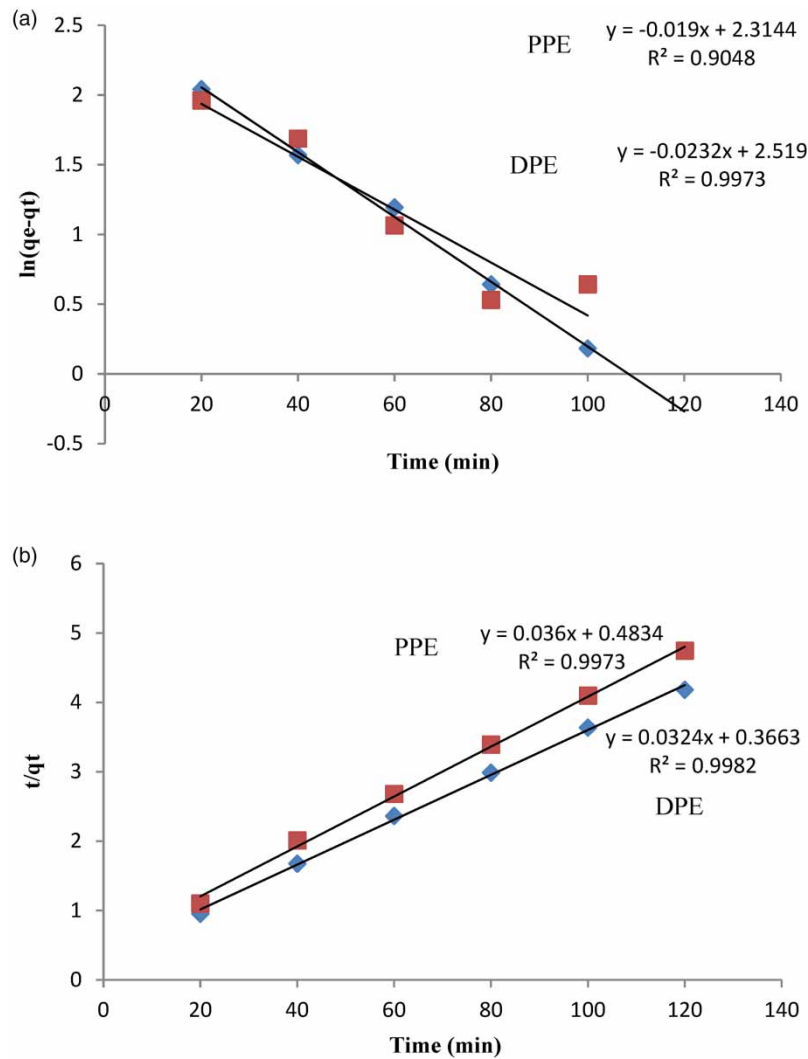 (a)
2.5
2
1.5
1
0.5
0
-0.5
ln(qe-qt)
PPE
y = -0.019x + 2.3144
R² = 0.9048
DPE
y = -0.0232x + 2.519
R² = 0.9973
0 20 40 60 80 100 120 140
Time (min)
(b)
6
5
4
3
2
1
0
t/qt
PPE
y = 0.036x + 0.4834
R² = 0.9973
y = 0.0324x + 0.3663
R² = 0.9982
DPE
0 20 40 60 80 100 120 140
Time (min)